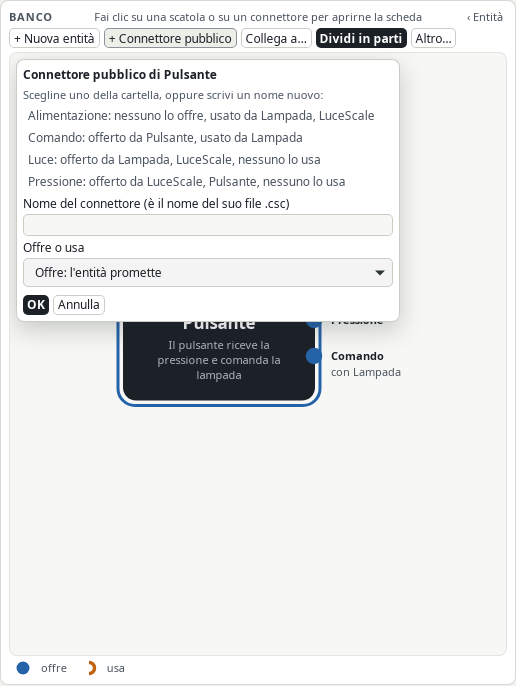 BANCO
Fai clic su una scatola o su un connettore per aprirne la scheda
‹ Entità
+ Nuova entità
+ Connettore pubblico
Collega a...
Dividi in parti
Altro...
Connettore pubblico di Pulsante
Scegline uno della cartella, oppure scrivi un nome nuovo:
Alimentazione: nessuno lo offre, usato da Lampada, LuceScale
Comando: offerto da Pulsante, usato da Lampada
Luce: offerto da Lampada, LuceScale, nessuno lo usa
Pressione: offerto da LuceScale, Pulsante, nessuno lo usa
Nome del connettore (è il nome del suo file .csc)
Offre o usa
Offre: l'entità promette
OK
Annulla
Pulsante
Il pulsante riceve la
pressione e comanda la
lampada
Pressione
Comando
con Lampada
offre
usa